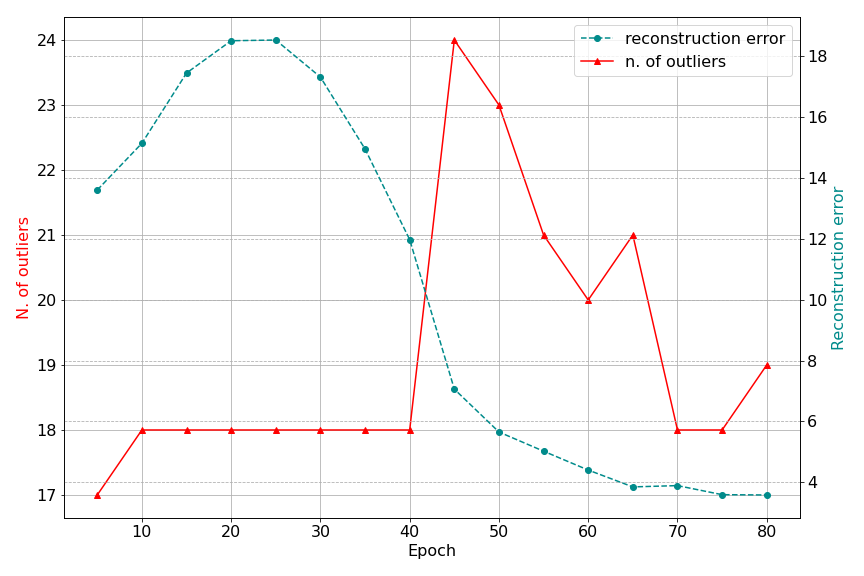 reconstruction error
n. of outliers
N. of outliers
24
23
22
21
20
19
18
17
18
16
14
12
10
8
6
4
Reconstruction error
10 20 30 40 50 60 70 80
Epoch